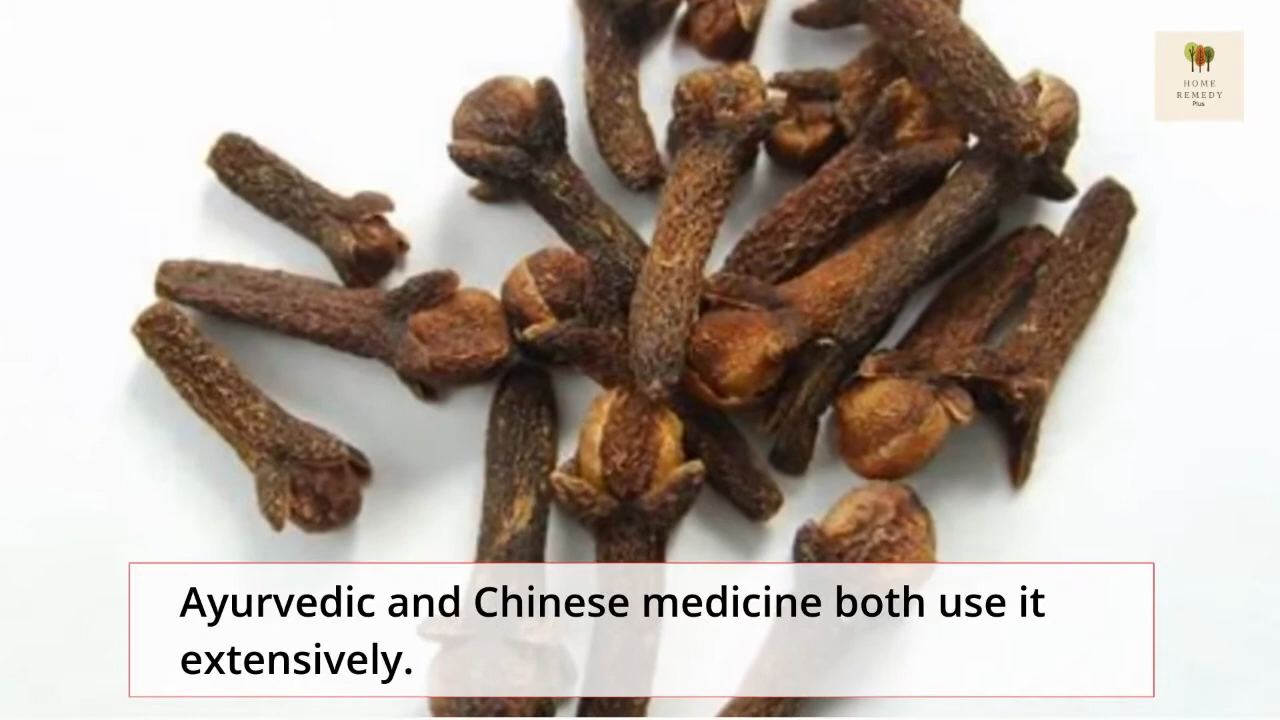 HOME
REMEDY
Plus
Ayurvedic and Chinese medicine both use it
extensively.